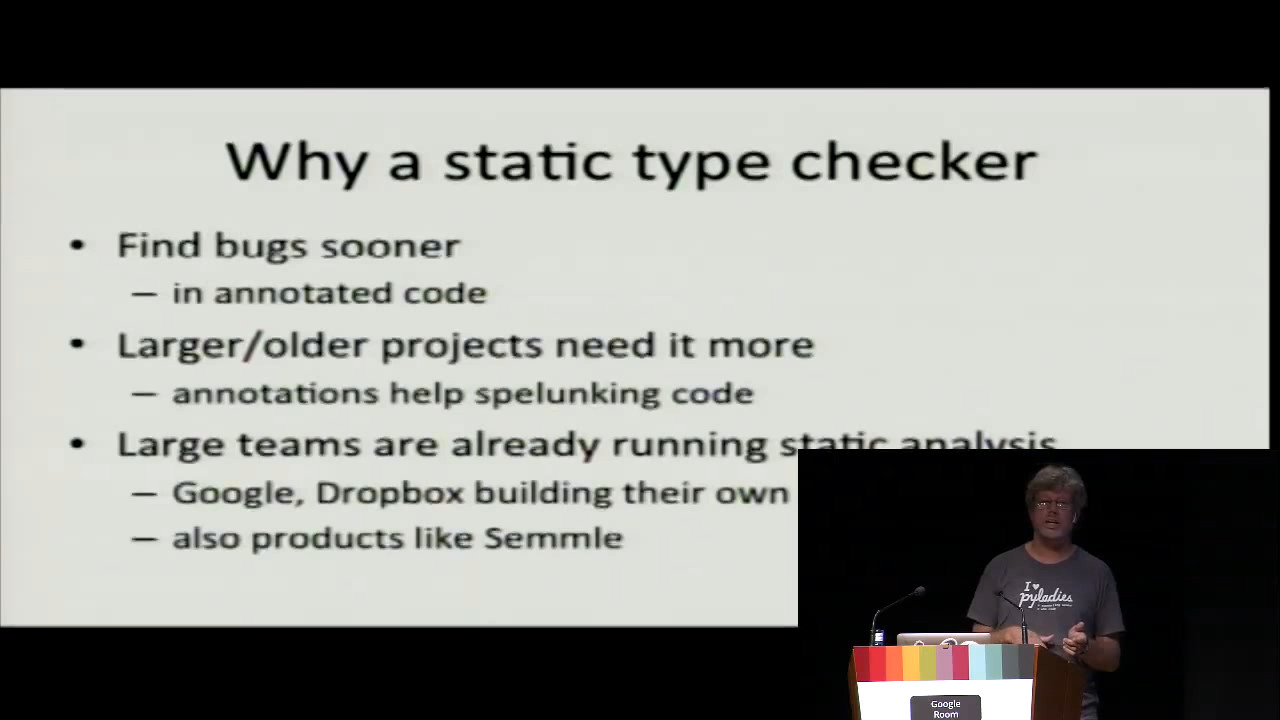 Why a static type checker
• Find bugs sooner
– in annotated code
• Larger/older projects need it more
– annotations help spelunking code
• Large teams are already running static analysis
– Google, Dropbox building their own
– also products like Semmle
I ♥
pyladies
Google
Room